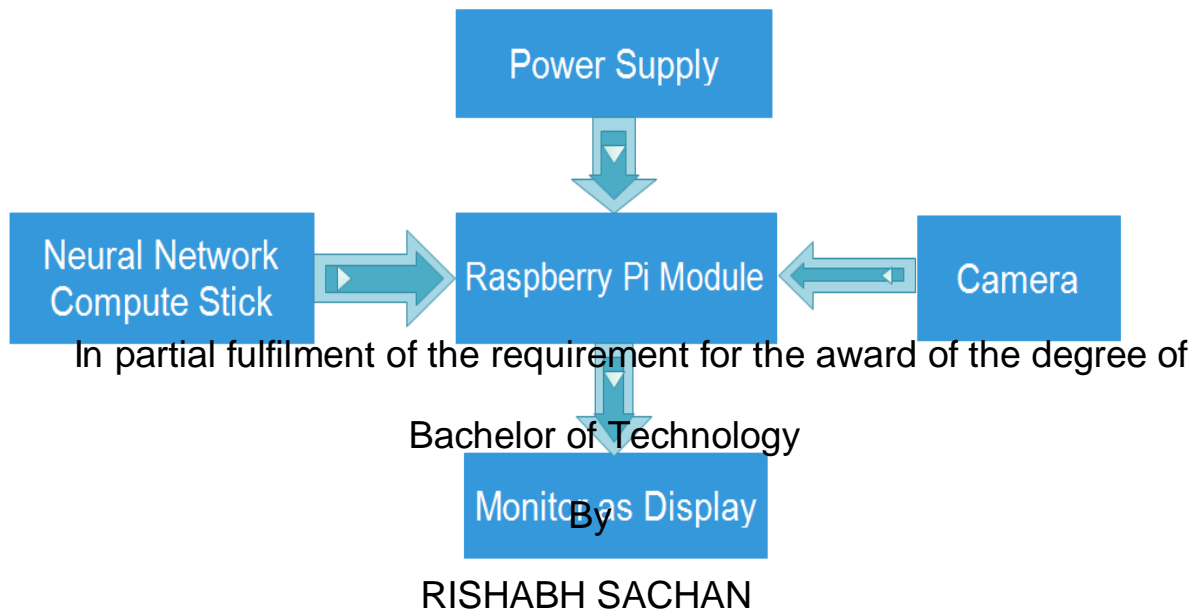 Power Supply
Neural Network
Compute Stick
Raspberry Pi Module
Camera
In partial fulfilment of the requirement for the award of the degree of
Bachelor of Technology
Monitor as Display
By
RISHABH SACHAN